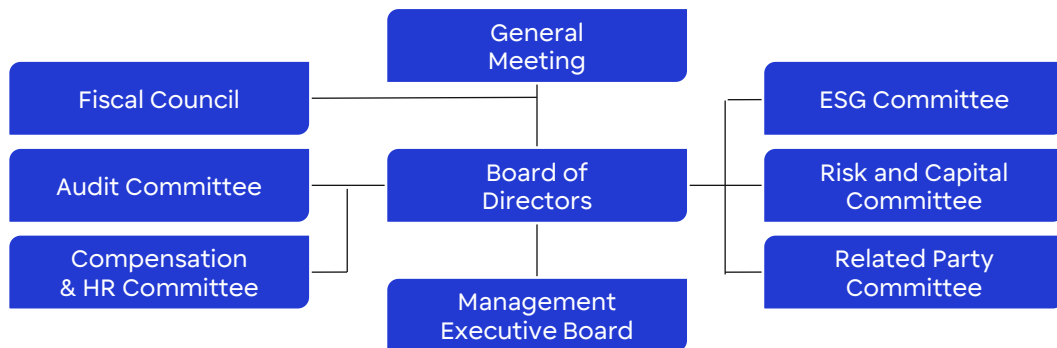 General
Meeting
Fiscal Council
ESG Committee
Audit Committee
Board of
Directors
Risk and Capital
Committee
Compensation
& HR Committee
Related Party
Committee
Management
Executive Board